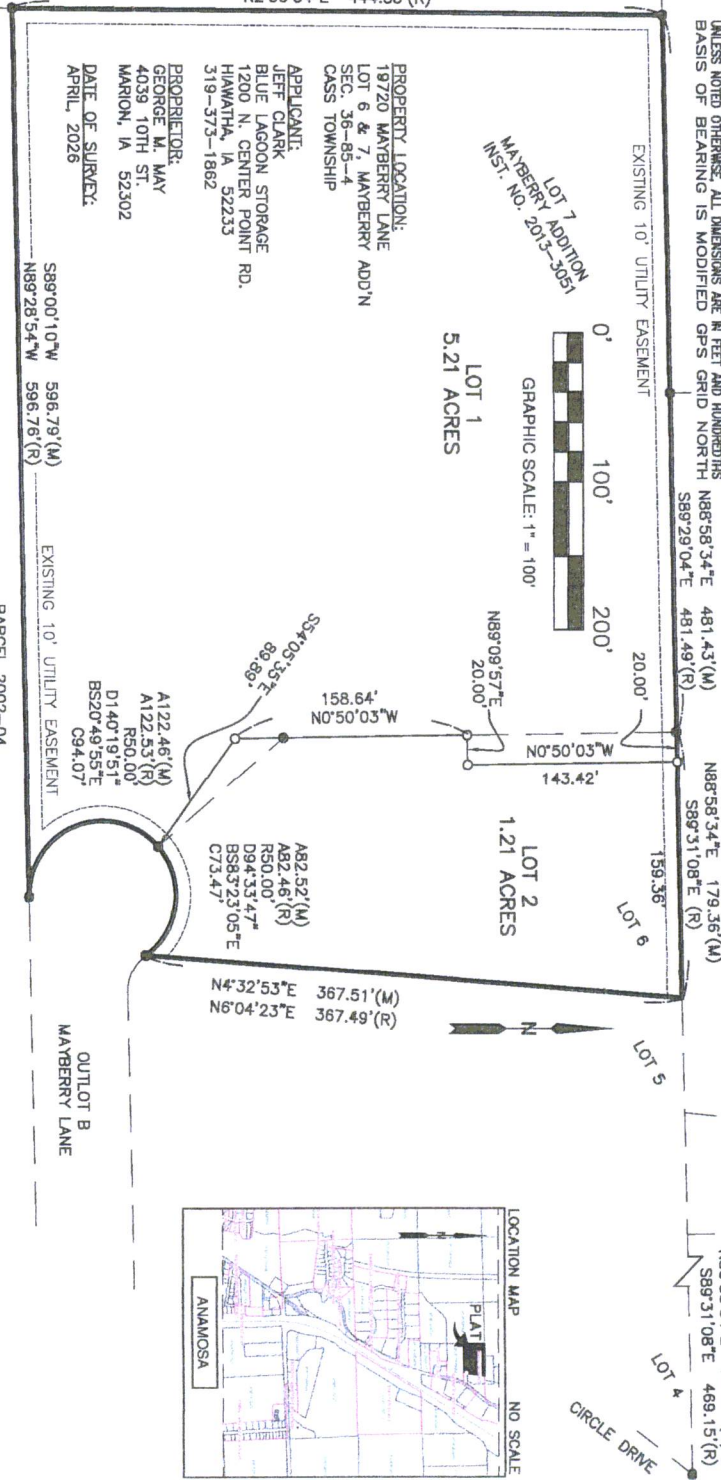 UNLESS NOTED OTHERWISE, ALL DIMENSIONS ARE IN FEET AND HUNDREDTHS
BASIS OF BEARING IS MODIFIED GPS GRID NORTH
N88°58'34"E 481.43'(M)
S89°29'04"E 481.49'(R)
N88°58'34"E 179.36'(M)
S89°31'08"E (R)
S89°31'08"E 469.15'(R)
EXISTING 10' UTILITY EASEMENT
20.00'
159.36'
LOT 6
LOT 5
LOT 4
CIRCLE DRIVE
LOT 7
MAYBERRY ADDITION
INST. NO. 2013-3051
0' 100' 200'
GRAPHIC SCALE: 1" = 100'
LOT 1
5.21 ACRES
N89°09'57"E
20.00'
N0°50'03"W
143.42'
158.64'
N0°50'03"W
S54°05'35"E
89.89'
LOT 2
1.21 ACRES
N
PROPERTY LOCATION:
19720 MAYBERRY LANE
LOT 6 & 7, MAYBERRY ADD'N
SEC. 36-85-4
CASS TOWNSHIP
APPLICANT:
JEFF CLARK
BLUE LAGOON STORAGE
1200 N. CENTER POINT RD.
HIAWATHA, IA 52233
319-373-1862
PROPRIETOR:
GEORGE M. MAY
4039 10TH ST.
MARION, IA 52302
DATE OF SURVEY:
APRIL, 2026
A82.52'(M)
A82.46'(R)
R50.00'
D94°33'47"
BS83°23'05"E
C73.47'
N4°32'53"E 367.51'(M)
N6°04'23"E 367.49'(R)
A122.46'(M)
A122.53'(R)
R50.00'
D140°19'51"
BS20°49'55"E
C94.07'
S89°00'10"W 596.79'(M)
N89°28'54"W 596.76'(R)
EXISTING 10' UTILITY EASEMENT
OUTLOT B
MAYBERRY LANE
PARCEL 2002-04
LOCATION MAP NO SCALE
N
PLAT
ANAMOSA